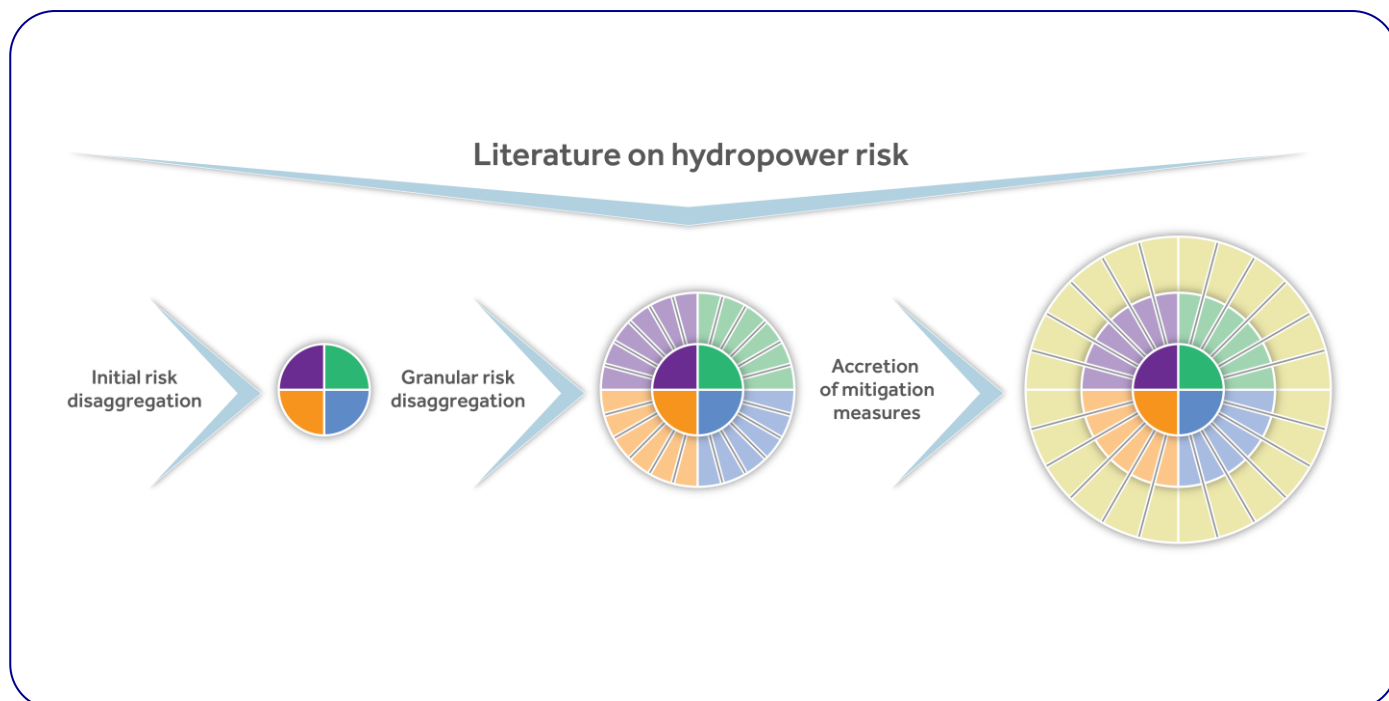 Literature on hydropower risk
Initial risk
disaggregation
Granular risk
disaggregation
Accretion
of mitigation
measures